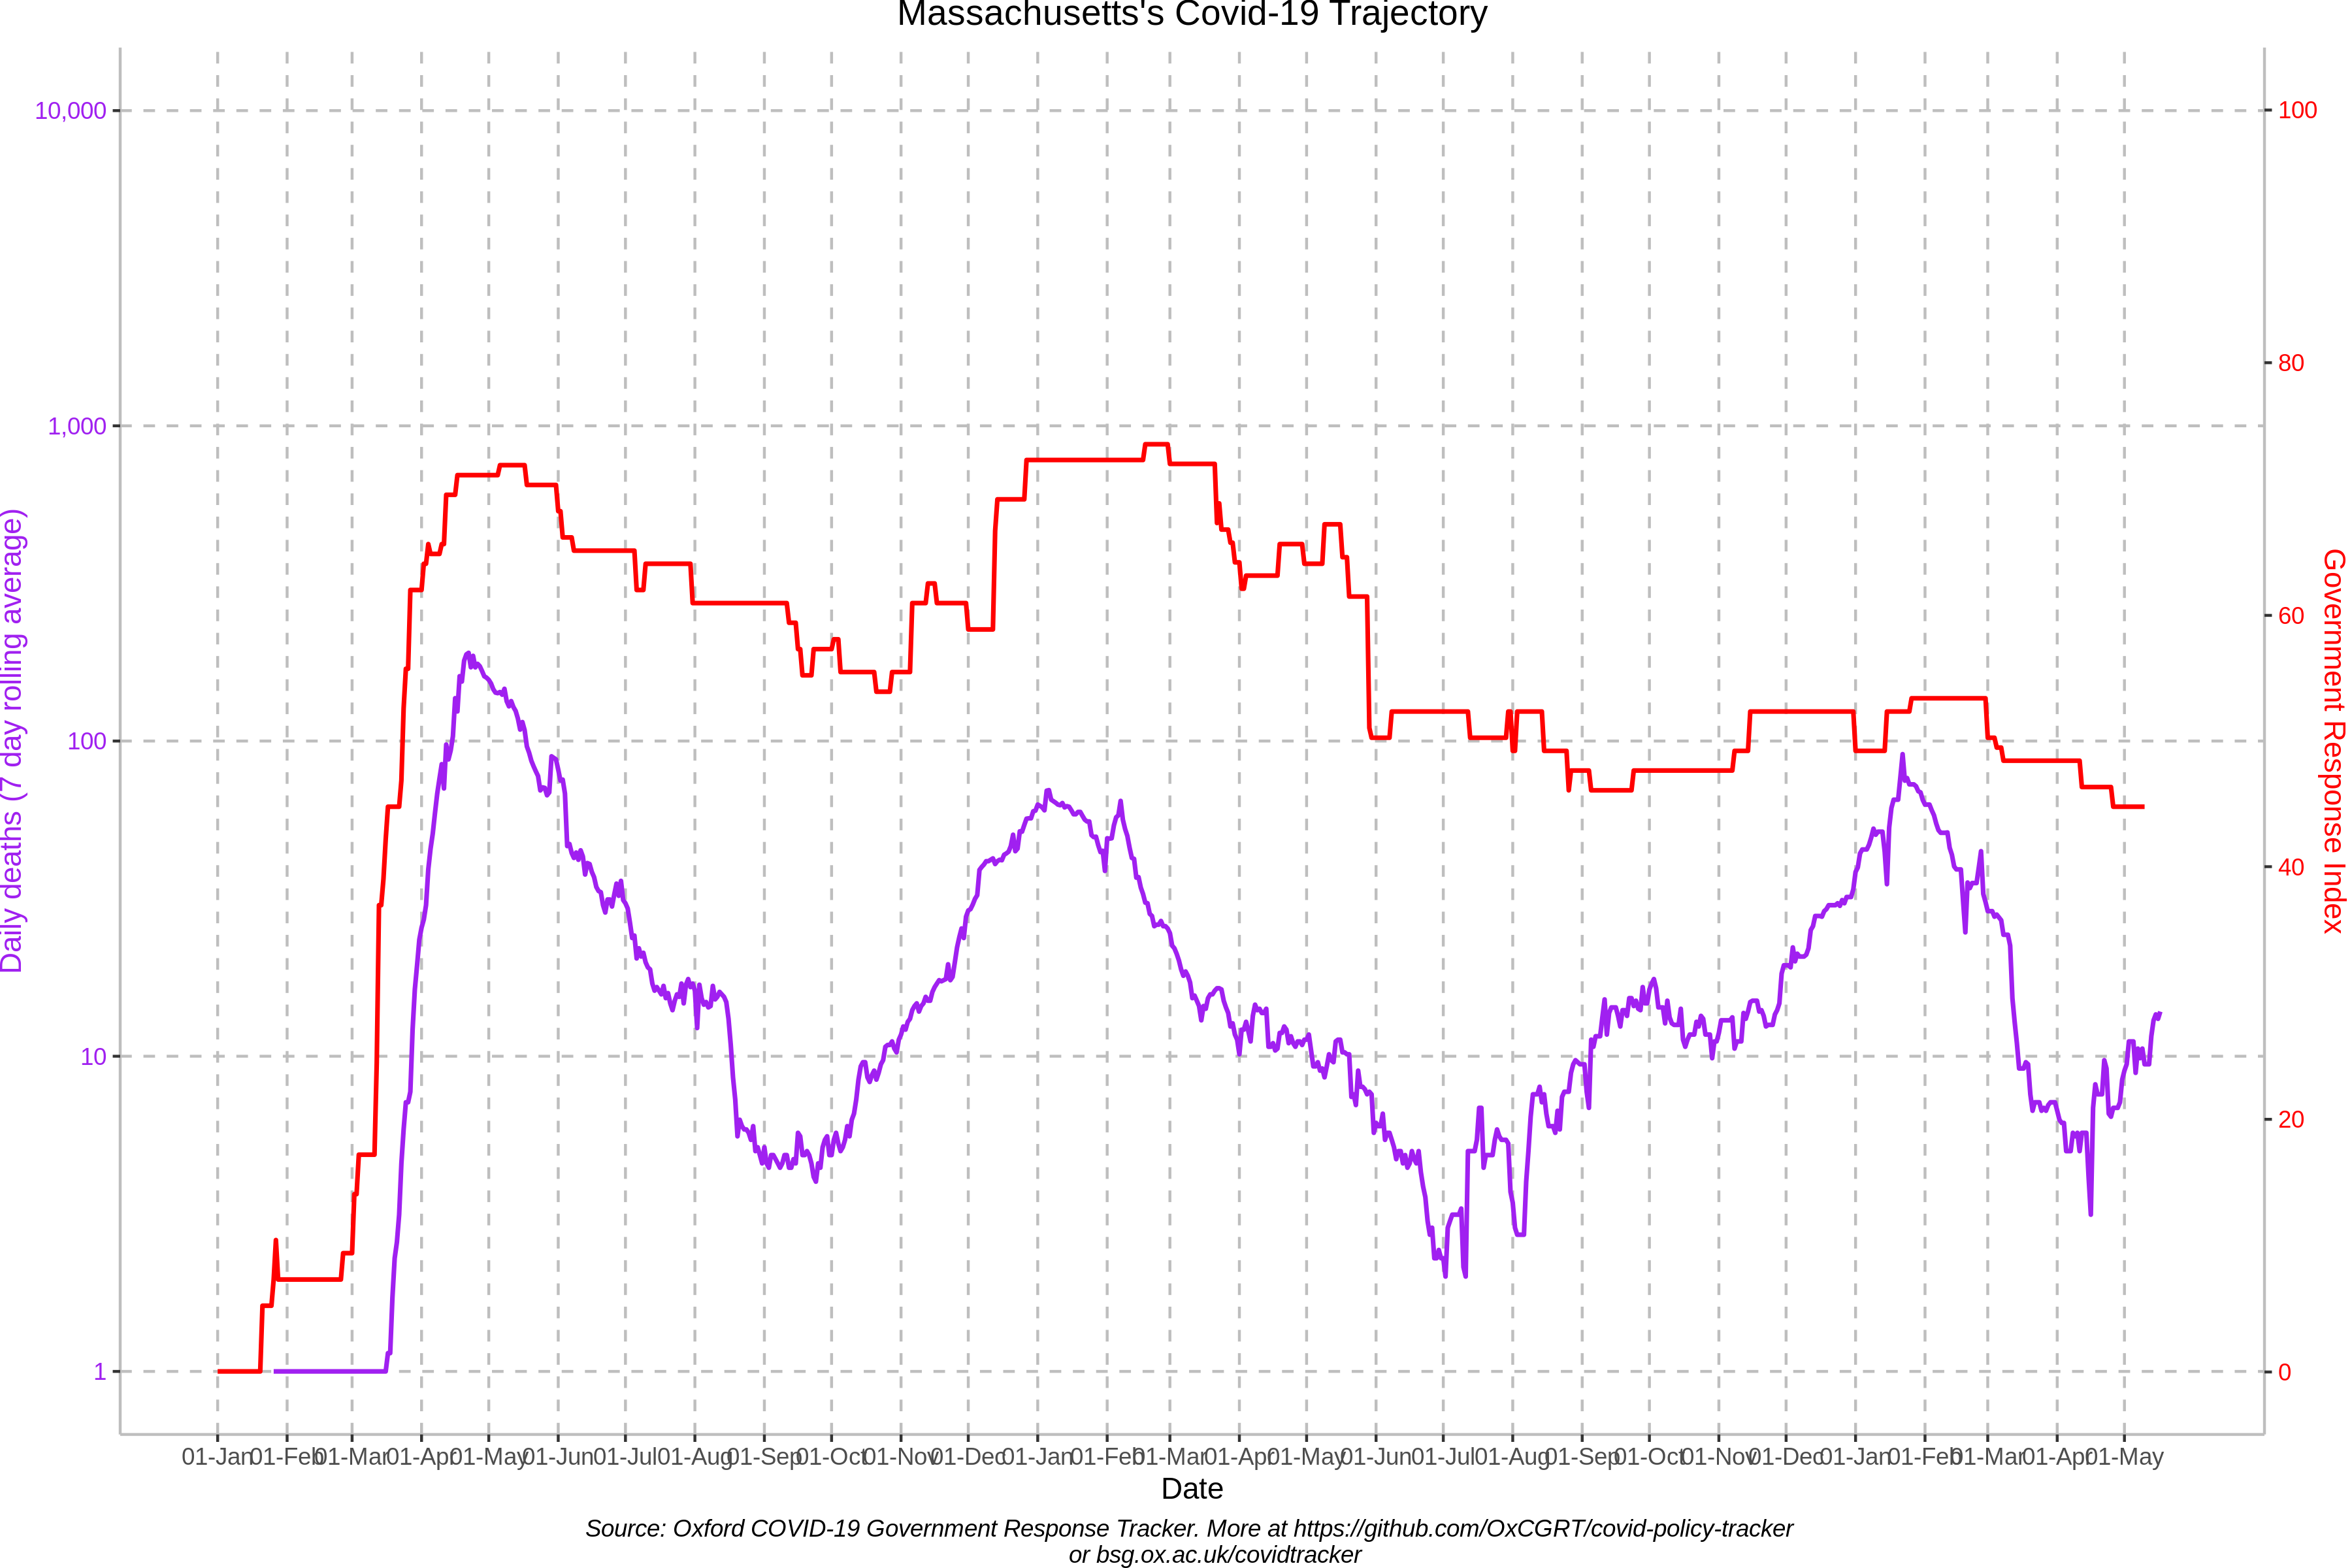 Massachusetts's Covid-19 Trajectory
10,000
1,000
100
10
1
Daily deaths (7 day rolling average)
100
80
60
40
20
0
Government Response Index
01-Jan 01-Feb 01-Mar 01-Apr 01-May 01-Jun 01-Jul 01-Aug 01-Sep 01-Oct 01-Nov 01-Dec 01-Jan 01-Feb 01-Mar 01-Apr 01-May 01-Jun 01-Jul 01-Aug 01-Sep 01-Oct 01-Nov 01-Dec 01-Jan 01-Feb 01-Mar 01-Apr 01-May
Date
Source: Oxford COVID-19 Government Response Tracker. More at https://github.com/OxCGRT/covid-policy-tracker
or bsg.ox.ac.uk/covidtracker